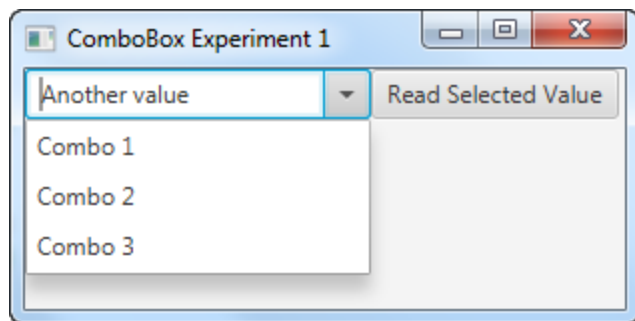 ComboBox Experiment 1
Another value Read Selected Value
Combo 1
Combo 2
Combo 3